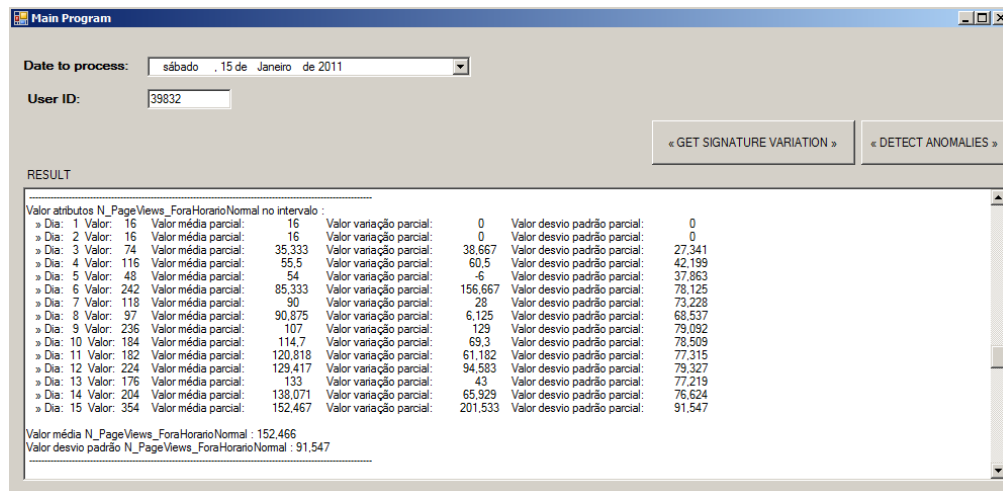 Main Program
Date to process: sábado , 15 de Janeiro de 2011
User ID: 39832
« GET SIGNATURE VARIATION » « DETECT ANOMALIES »
RESULT
Valor atributos N_PageViews_ForaHorarioNormal no intervalo :
» Dia: 1 Valor: 16 Valor média parcial: 16 Valor variação parcial: 0 Valor desvio padrão parcial: 0
» Dia: 2 Valor: 16 Valor média parcial: 16 Valor variação parcial: 0 Valor desvio padrão parcial: 0
» Dia: 3 Valor: 74 Valor média parcial: 35,333 Valor variação parcial: 38,667 Valor desvio padrão parcial: 27,341
» Dia: 4 Valor: 116 Valor média parcial: 55,5 Valor variação parcial: 60,5 Valor desvio padrão parcial: 42,199
» Dia: 5 Valor: 48 Valor média parcial: 54 Valor variação parcial: -6 Valor desvio padrão parcial: 37,863
» Dia: 6 Valor: 242 Valor média parcial: 85,333 Valor variação parcial: 156,667 Valor desvio padrão parcial: 78,125
» Dia: 7 Valor: 118 Valor média parcial: 90 Valor variação parcial: 28 Valor desvio padrão parcial: 73,228
» Dia: 8 Valor: 97 Valor média parcial: 90,875 Valor variação parcial: 6,125 Valor desvio padrão parcial: 68,537
» Dia: 9 Valor: 236 Valor média parcial: 107 Valor variação parcial: 129 Valor desvio padrão parcial: 79,092
» Dia: 10 Valor: 184 Valor média parcial: 114,7 Valor variação parcial: 69,3 Valor desvio padrão parcial: 78,509
» Dia: 11 Valor: 182 Valor média parcial: 120,818 Valor variação parcial: 61,182 Valor desvio padrão parcial: 77,315
» Dia: 12 Valor: 224 Valor média parcial: 129,417 Valor variação parcial: 94,583 Valor desvio padrão parcial: 79,327
» Dia: 13 Valor: 176 Valor média parcial: 133 Valor variação parcial: 43 Valor desvio padrão parcial: 77,219
» Dia: 14 Valor: 204 Valor média parcial: 138,071 Valor variação parcial: 65,929 Valor desvio padrão parcial: 76,624
» Dia: 15 Valor: 354 Valor média parcial: 152,467 Valor variação parcial: 201,533 Valor desvio padrão parcial: 91,547
Valor média N_PageViews_ForaHorarioNormal : 152,466
Valor desvio padrão N_PageViews_ForaHorarioNormal : 91,547